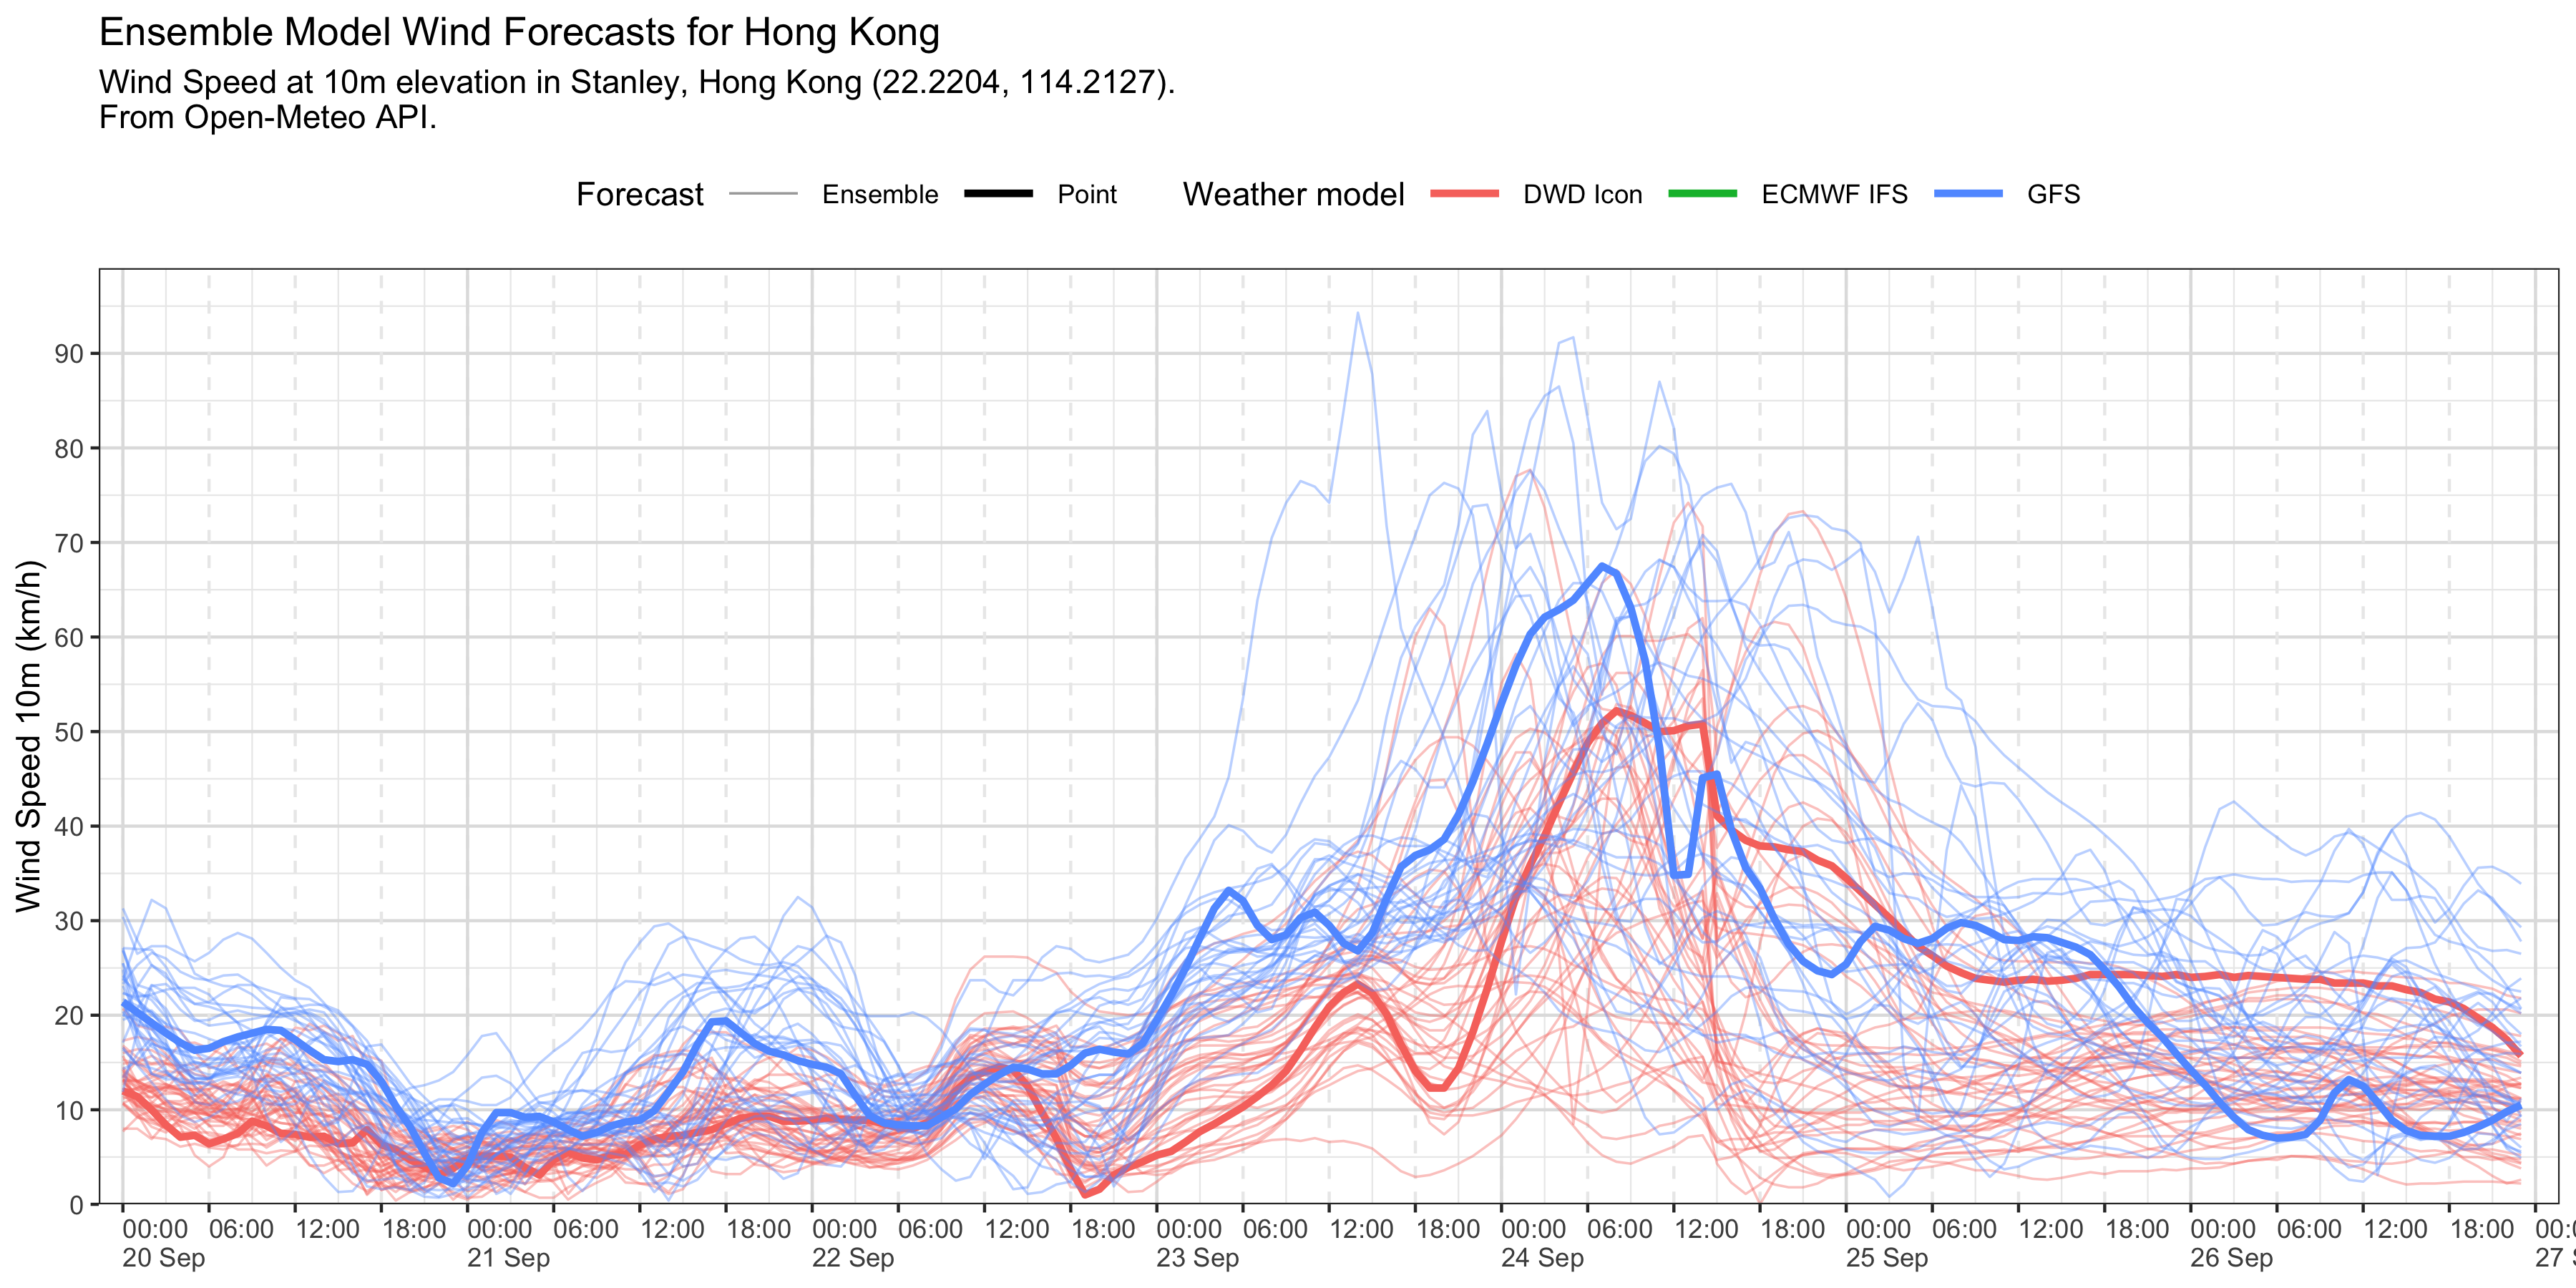 Ensemble Model Wind Forecasts for Hong Kong
Wind Speed at 10m elevation in Stanley, Hong Kong (22.2204, 114.2127).
From Open-Meteo API.
Forecast Ensemble Point Weather model DWD Icon ECMWF IFS GFS
Wind Speed 10m (km/h)
90
80
70
60
50
40
30
20
10
0
00:00 06:00 12:00 18:00 00:00 06:00 12:00 18:00 00:00 06:00 12:00 18:00 00:00 06:00 12:00 18:00 00:00 06:00 12:00 18:00 00:00 06:00 12:00 18:00 00:00 06:00 12:00 18:00
20 Sep 21 Sep 22 Sep 23 Sep 24 Sep 25 Sep 26 Sep 27